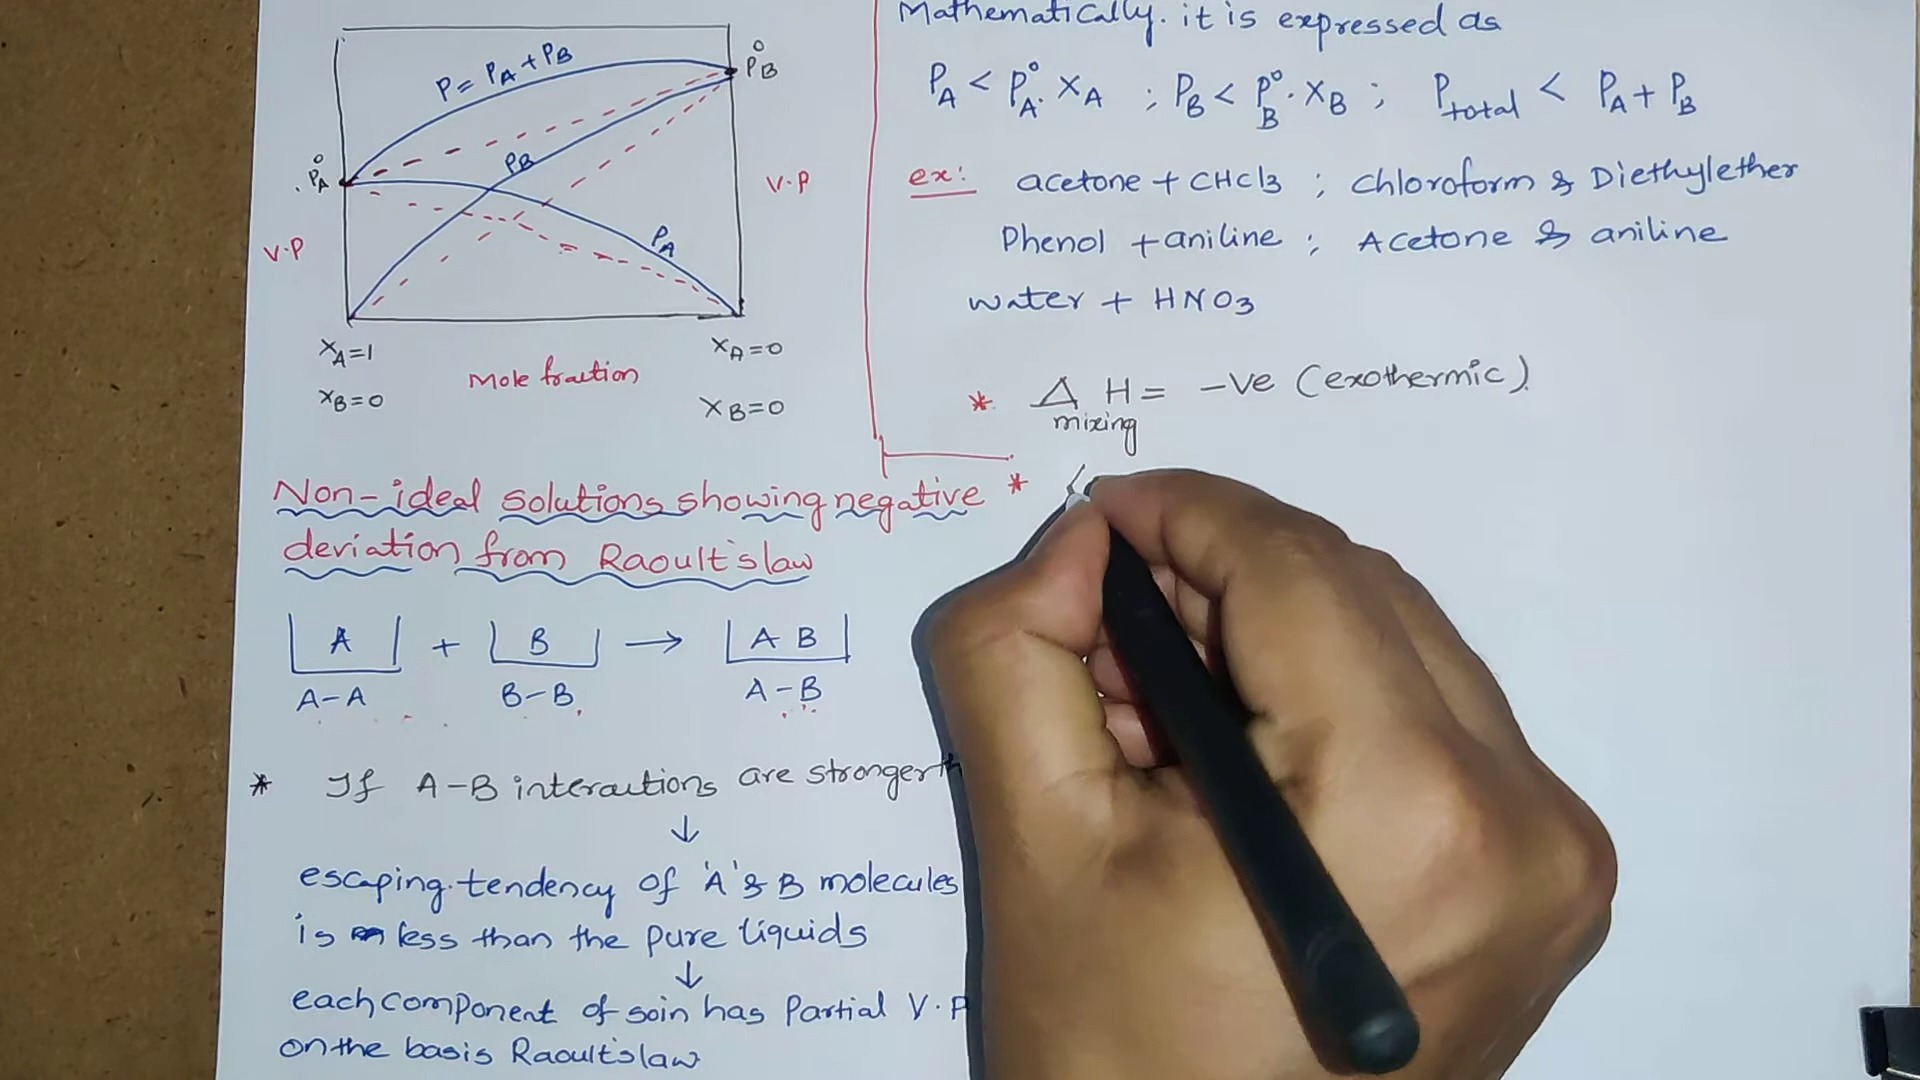 P = PA + PB
P°B
P°A
PB
PA
V.P
V.P
XA=1
XA=0
XB=0
Mole fraction
XB=0
Non-ideal solutions showing negative
deviation from Raoult's law
A + B → A B
A-A B-B A-B
* If A-B interactions are stronger
↓
escaping tendency of 'A' & B molecules
is less than the pure liquids
↓
each component of soin has Partial V.P
on the basis Raoult's law
Mathematically. it is expressed as
PA < P°A. XA ; PB < P°B. XB ; Ptotal < PA + PB
ex: acetone + CHCl3 ; chloroform & Diethylether
Phenol + aniline ; Acetone & aniline
water + HNO3
* Δ H = -ve (exothermic)
mixing
*